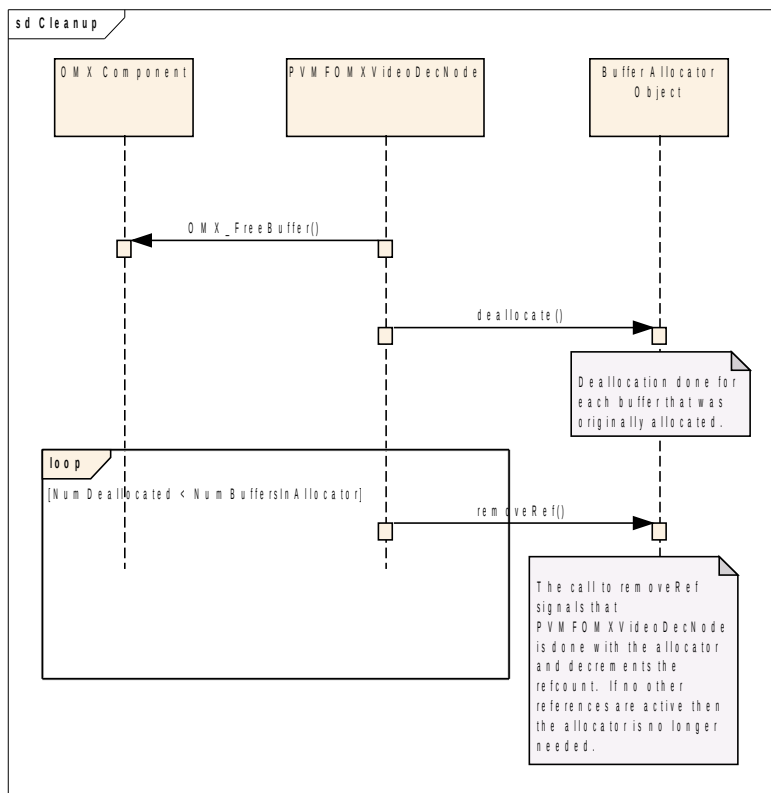 sd Cleanup
OMX Component
PVMFOMXVideoDecNode
BufferAllocator
Object
OMX_FreeBuffer()
deallocate()
Deallocation done for
each buffer that was
originally allocated.
loop
[NumDeallocated < NumBuffersInAllocator]
removeRef()
The call to removeRef
signals that
PVMFOMXVideoDecNode
is done with the allocator
and decrements the
refcount. If no other
references are active then
the allocator is no longer
needed.